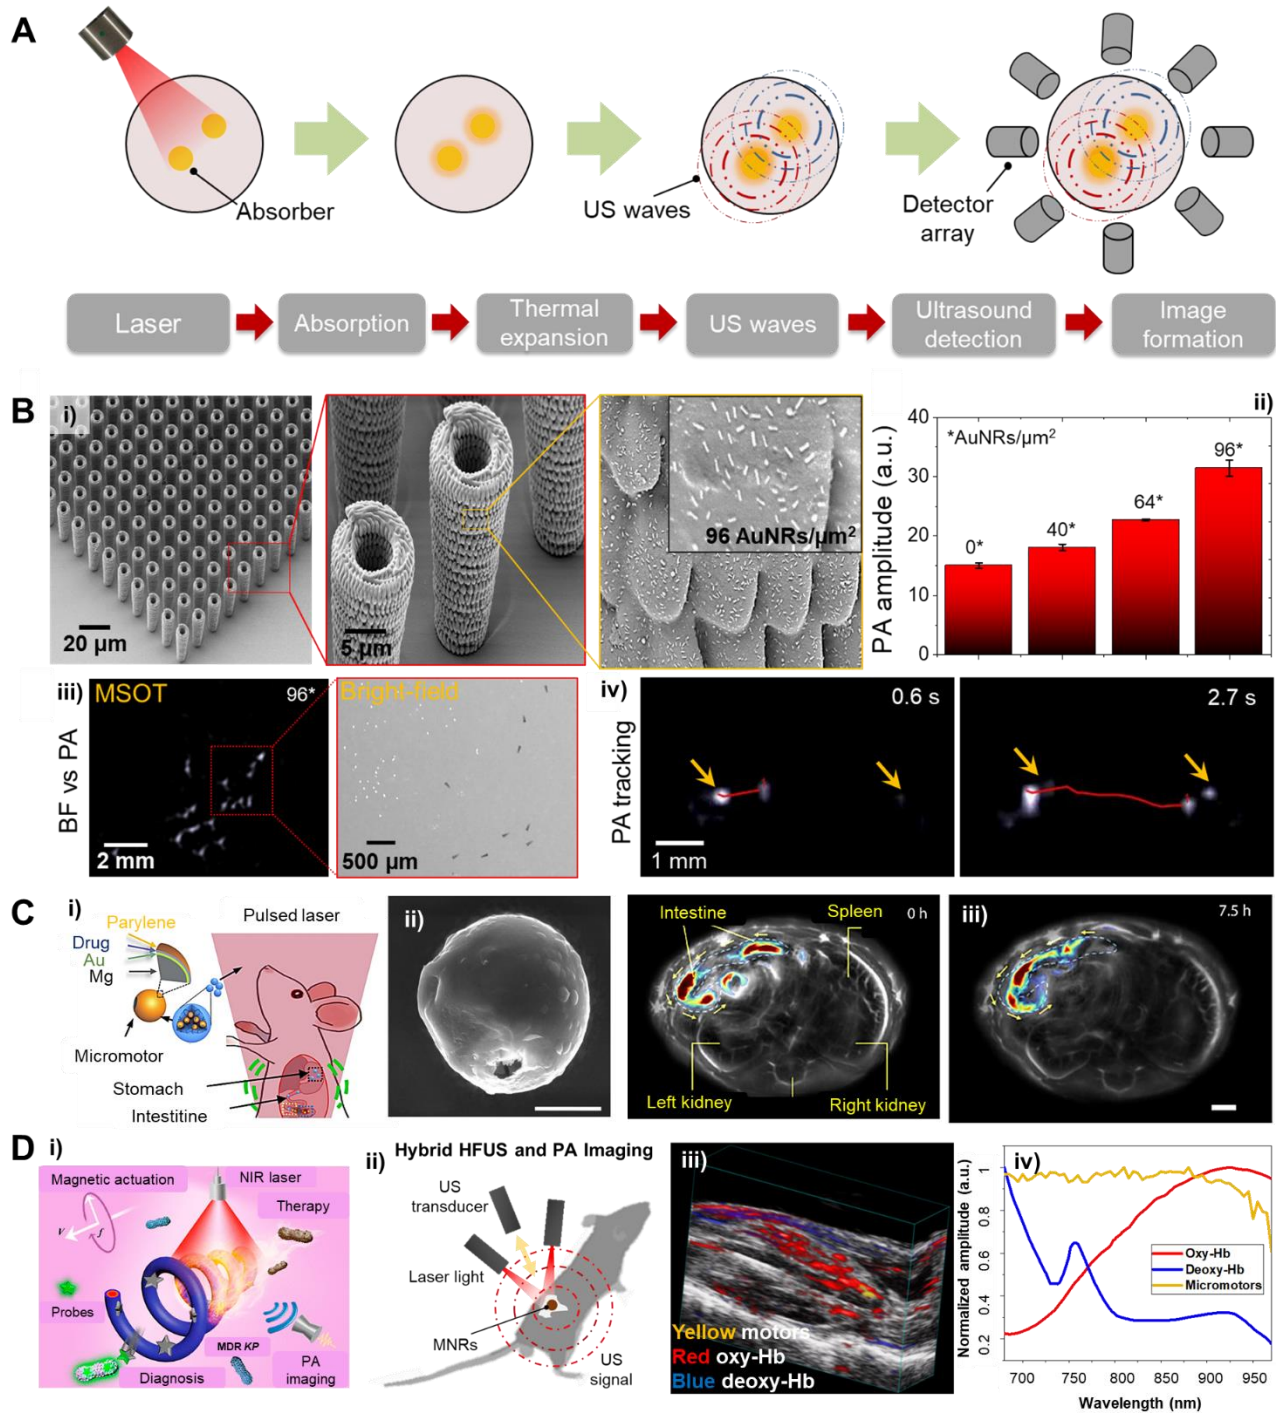 A
Absorber
US waves
Detector
array
Laser
Absorption
Thermal
expansion
US waves
Ultrasound
detection
Image
formation
B
i)
20 µm
5 µm
96 AuNRs/µm²
ii)
PA amplitude (a.u.)
40
30
20
10
0
*AuNRs/µm²
0*
40*
64*
96*
iii)
BF vs PA
MSOT
96*
2 mm
Bright-field
500 µm
iv)
PA tracking
0.6 s
1 mm
2.7 s
C
i)
Parylene
Drug
Au
Mg
Micromotor
Pulsed laser
Stomach
Intestitine
ii)
Intestine
Spleen
0 h
Left kidney
Right kidney
iii)
7.5 h
D
i)
Magnetic actuation
NIR laser
Therapy
V
f
Probes
MDR KP
Diagnosis
PA
imaging
ii)
Hybrid HFUS and PA Imaging
US
transducer
Laser light
MNRs
US
signal
iii)
Yellow motors
Red oxy-Hb
Blue deoxy-Hb
iv)
Normalized amplitude (a.u.)
1
0.8
0.6
0.4
0.2
Oxy-Hb
Deoxy-Hb
Micromotors
700 750 800 850 900 950
Wavelength (nm)